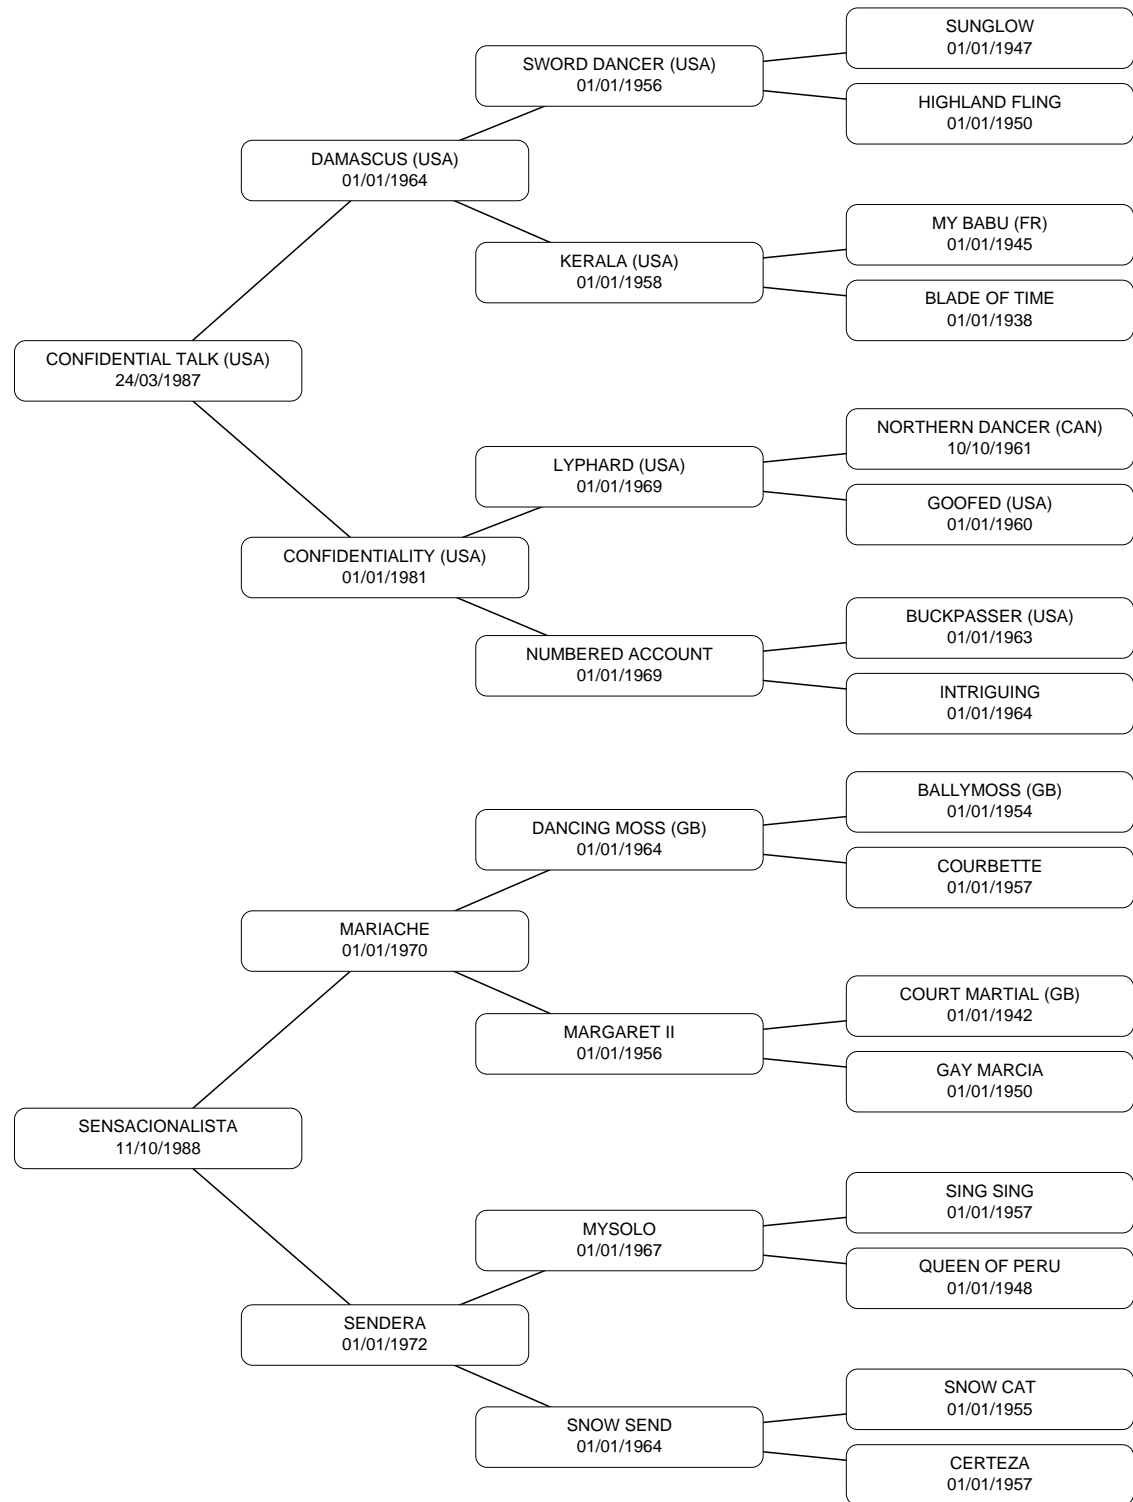 SUNGLOW
01/01/1947
SWORD DANCER (USA)
01/01/1956
HIGHLAND FLING
01/01/1950
DAMASCUS (USA)
01/01/1964
MY BABU (FR)
01/01/1945
KERALA (USA)
01/01/1958
BLADE OF TIME
01/01/1938
CONFIDENTIAL TALK (USA)
24/03/1987
NORTHERN DANCER (CAN)
10/10/1961
LYPHARD (USA)
01/01/1969
GOOFED (USA)
01/01/1960
CONFIDENTIALITY (USA)
01/01/1981
BUCKPASSER (USA)
01/01/1963
NUMBERED ACCOUNT
01/01/1969
INTRIGUING
01/01/1964
BALLYMOSS (GB)
01/01/1954
DANCING MOSS (GB)
01/01/1964
COURBETTE
01/01/1957
MARIACHE
01/01/1970
COURT MARTIAL (GB)
01/01/1942
MARGARET II
01/01/1956
GAY MARCIA
01/01/1950
SENSACIONALISTA
11/10/1988
SING SING
01/01/1957
MYSOLO
01/01/1967
QUEEN OF PERU
01/01/1948
SENDERA
01/01/1972
SNOW CAT
01/01/1955
SNOW SEND
01/01/1964
CERTEZA
01/01/1957